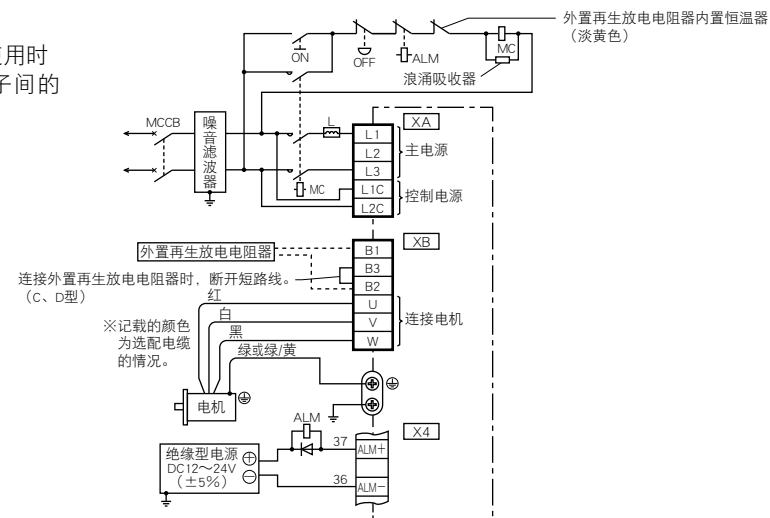 外置再生放电电阻器内置恒温器
（淡黄色）
使用时
子间的
ON
OFF
ALM
MC
浪涌吸收器
MCCB
噪音滤波器
L
MC
XA
L1
L2
L3
L1C
L2C
主电源
控制电源
外置再生放电电阻器
XB
B1
B3
B2
U
V
W
连接外置再生放电电阻器时，断开短路线。
（C、D型）
连接电机
红
白
黑
绿或绿/黄
※记载的颜色
为选配电缆
的情况。
电机
ALM
X4
37
ALM＋
36
ALM－
绝缘型电源
DC12～24V
（±5%）